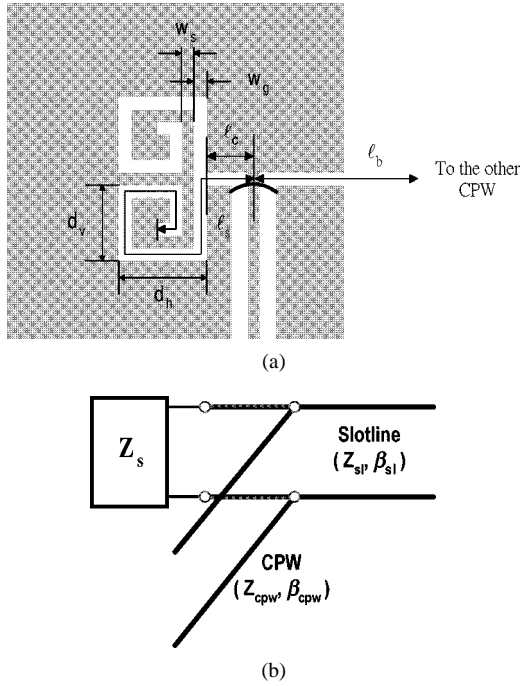 w_s
w_g
ℓ_c
ℓ_b
To the other
CPW
d_v
ℓ_s
d_h
(a)
Z_s
Slotline
(Z_sl, β_sl)
CPW
(Z_cpw, β_cpw)
(b)